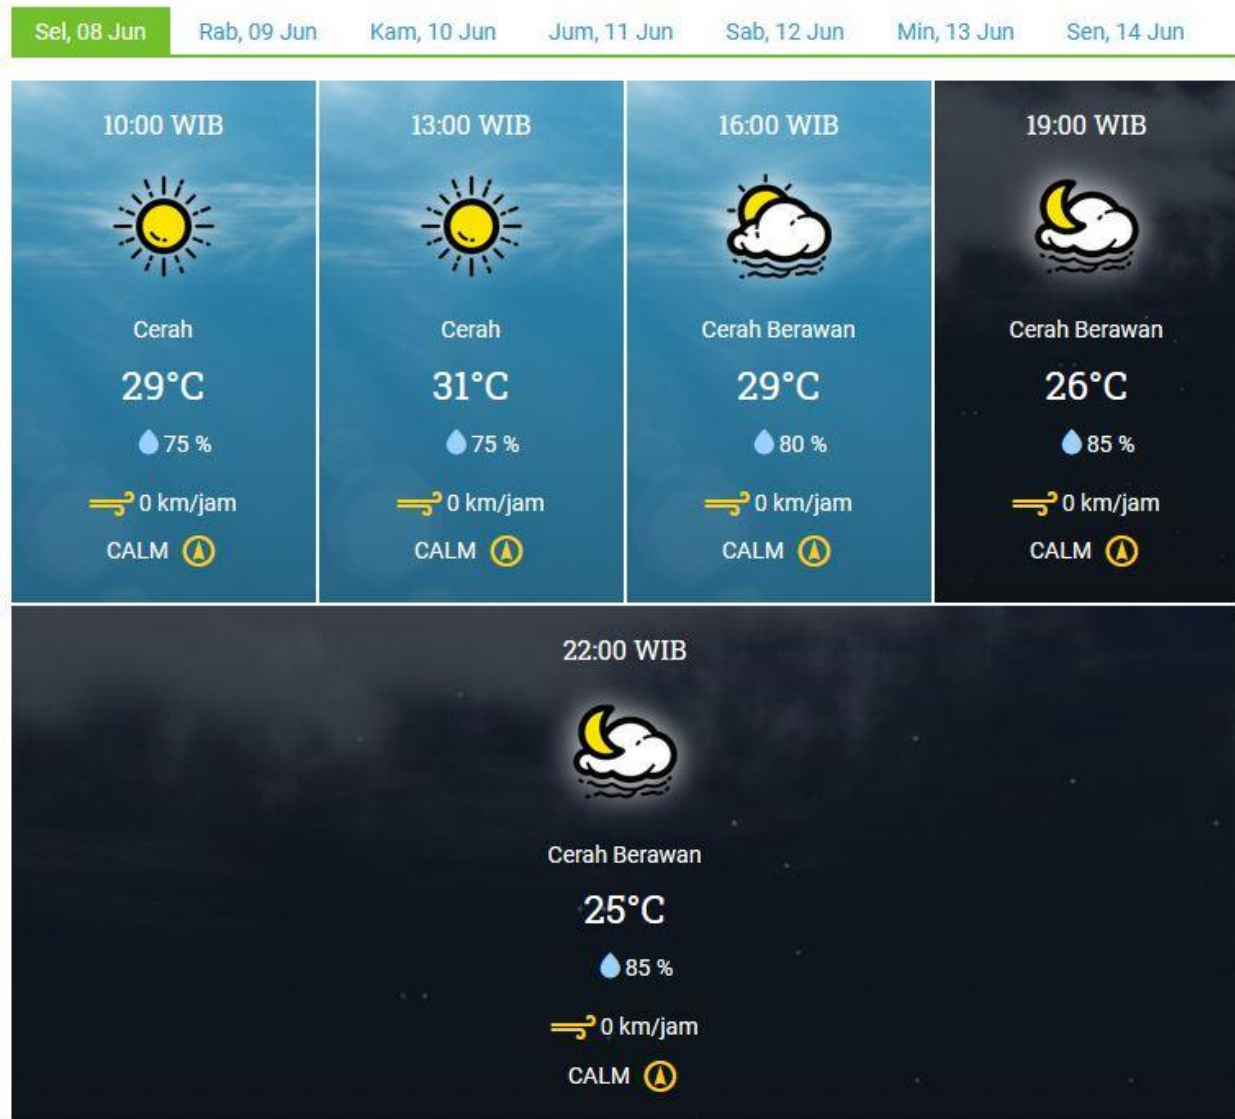 Sel, 08 Jun
Rab, 09 Jun
Kam, 10 Jun
Jum, 11 Jun
Sab, 12 Jun
Min, 13 Jun
Sen, 14 Jun
10:00 WIB
Cerah
29°C
75 %
0 km/jam
CALM
13:00 WIB
Cerah
31°C
75 %
0 km/jam
CALM
16:00 WIB
Cerah Berawan
29°C
80 %
0 km/jam
CALM
19:00 WIB
Cerah Berawan
26°C
85 %
0 km/jam
CALM
22:00 WIB
Cerah Berawan
25°C
85 %
0 km/jam
CALM